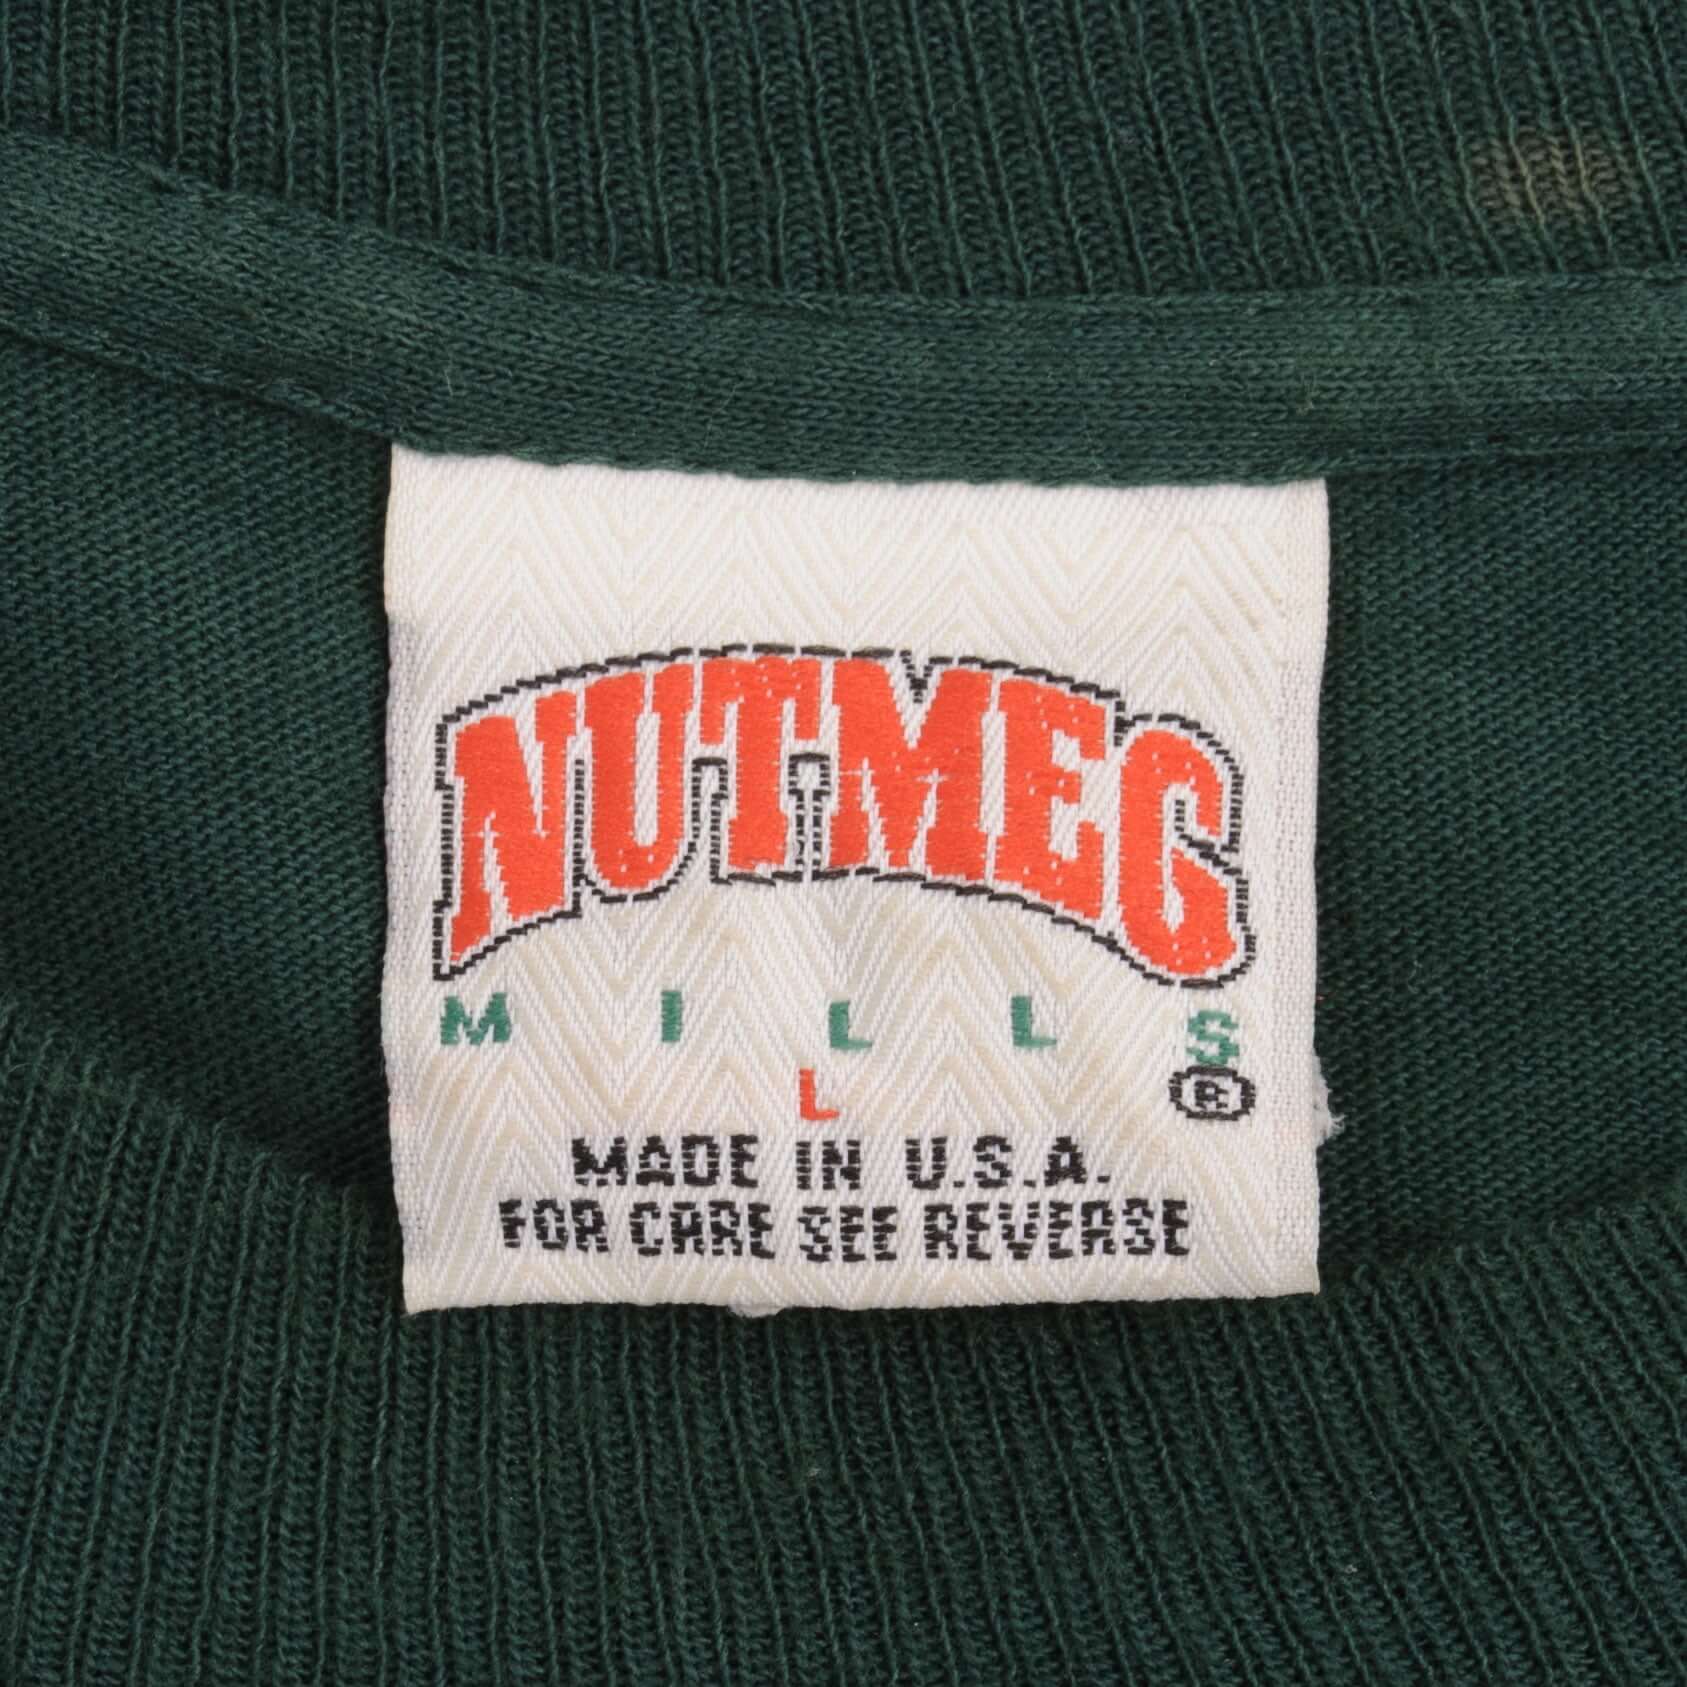 NUTMEG
MILLS
®
L
MADE IN U.S.A.
FOR CARE SEE REVERSE